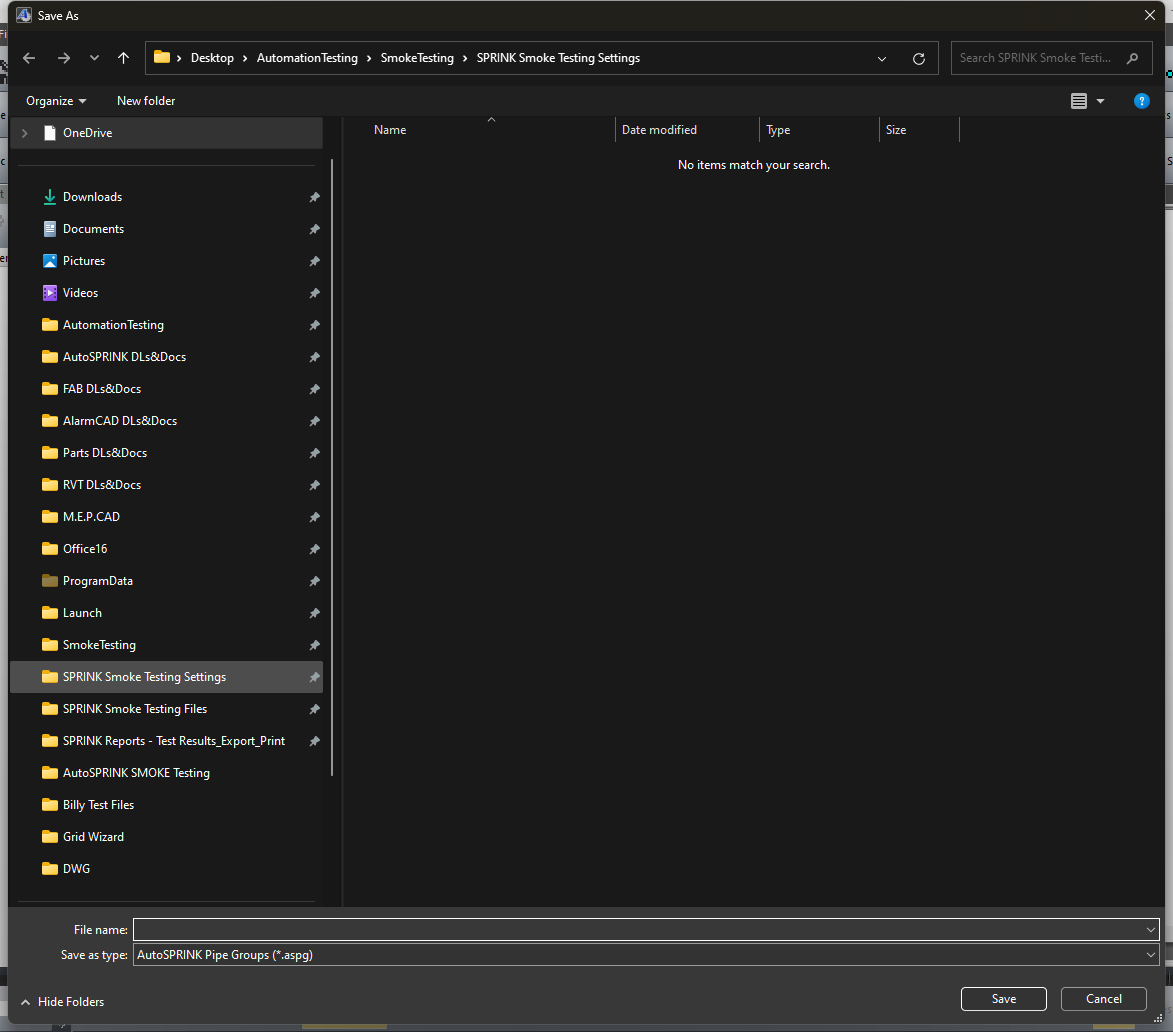 Save As
Desktop > AutomationTesting > SmokeTesting > SPRINK Smoke Testing Settings
Search SPRINK Smoke Testi...
Organize
New folder
OneDrive
Name
Date modified
Type
Size
No items match your search.
Downloads
Documents
Pictures
Videos
AutomationTesting
AutoSPRINK DLs&Docs
FAB DLs&Docs
AlarmCAD DLs&Docs
Parts DLs&Docs
RVT DLs&Docs
M.E.P.CAD
Office16
ProgramData
Launch
SmokeTesting
SPRINK Smoke Testing Settings
SPRINK Smoke Testing Files
SPRINK Reports - Test Results_Export_Print
AutoSPRINK SMOKE Testing
Billy Test Files
Grid Wizard
DWG
File name:
Save as type: AutoSPRINK Pipe Groups (*.aspg)
Hide Folders
Save
Cancel